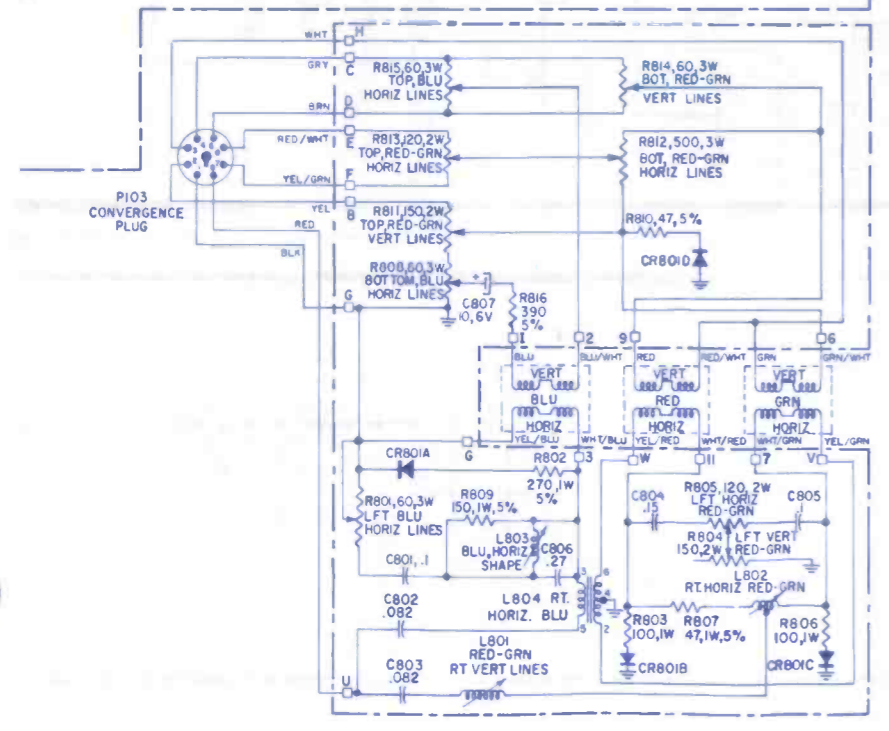 WHT
H
GRY
C
R815,60,3W
TOP,BLU
HORIZ LINES
R814,60,3W
BOT, RED-GRN
VERT LINES
BRN
D
RED/WHT
E
R813,120,2W
TOP,RED-GRN
HORIZ LINES
R812,500,3W
BOT, RED-GRN
HORIZ LINES
YEL/GRN
F
P103
CONVERGENCE
PLUG
YEL
B
RED
R811,150,2W
TOP,RED-GRN
VERT LINES
R810,47,5%
CR801D
BLK
R808,60,3W
BOTTOM,BLU
HORIZ LINES
+
C807
10,6V
R816
390
5%
G
1
2
9
6
BLU
BLU/WHT
RED
RED/WHT
GRN
GRN/WHT
VERT
BLU
HORIZ
VERT
RED
HORIZ
VERT
GRN
HORIZ
G
YEL/BLU
WHT/BLU
YEL/RED
WHT/RED
WHT/GRN
YEL/GRN
3
W
11
7
V
CR801A
R802
270,1W
5%
R801,60,3W
LFT BLU
HORIZ LINES
R809
150,1W,5%
L803
BLU,HORIZ
SHAPE
C806
.27
C801,.1
C804
.15
R805,120,2W
LFT HORIZ
RED-GRN
C805
.1
R804
150,2W
LFT VERT
RED-GRN
L802
RT.HORIZ RED-GRN
C802
.082
L804 RT.
HORIZ. BLU
3
5
6
4
2
R803
100,1W
R807
47,1W,5%
R806
100,1W
CR801B
CR801C
L801
RED-GRN
RT VERT LINES
U
C803
.082